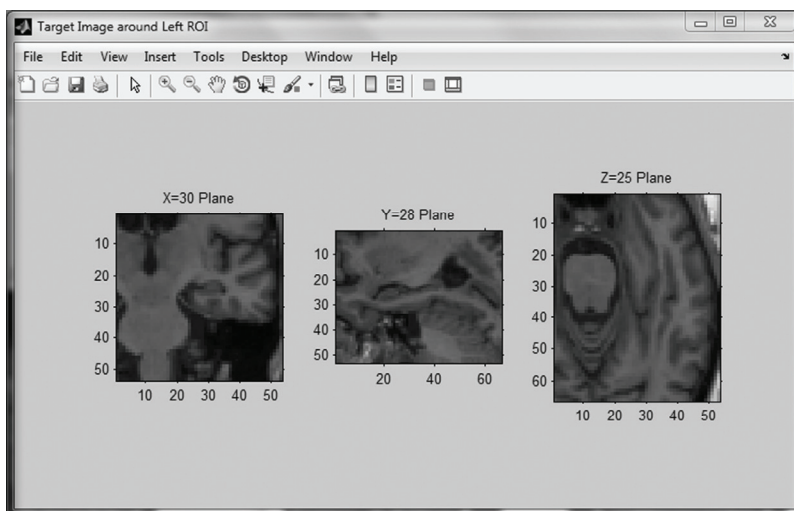 Target Image around Left ROI
File Edit View Insert Tools Desktop Window Help
X=30 Plane
10
20
30
40
50
10 20 30 40 50
Y=28 Plane
10
20
30
40
50
20 40 60
Z=25 Plane
10
20
30
40
50
60
10 20 30 40 50